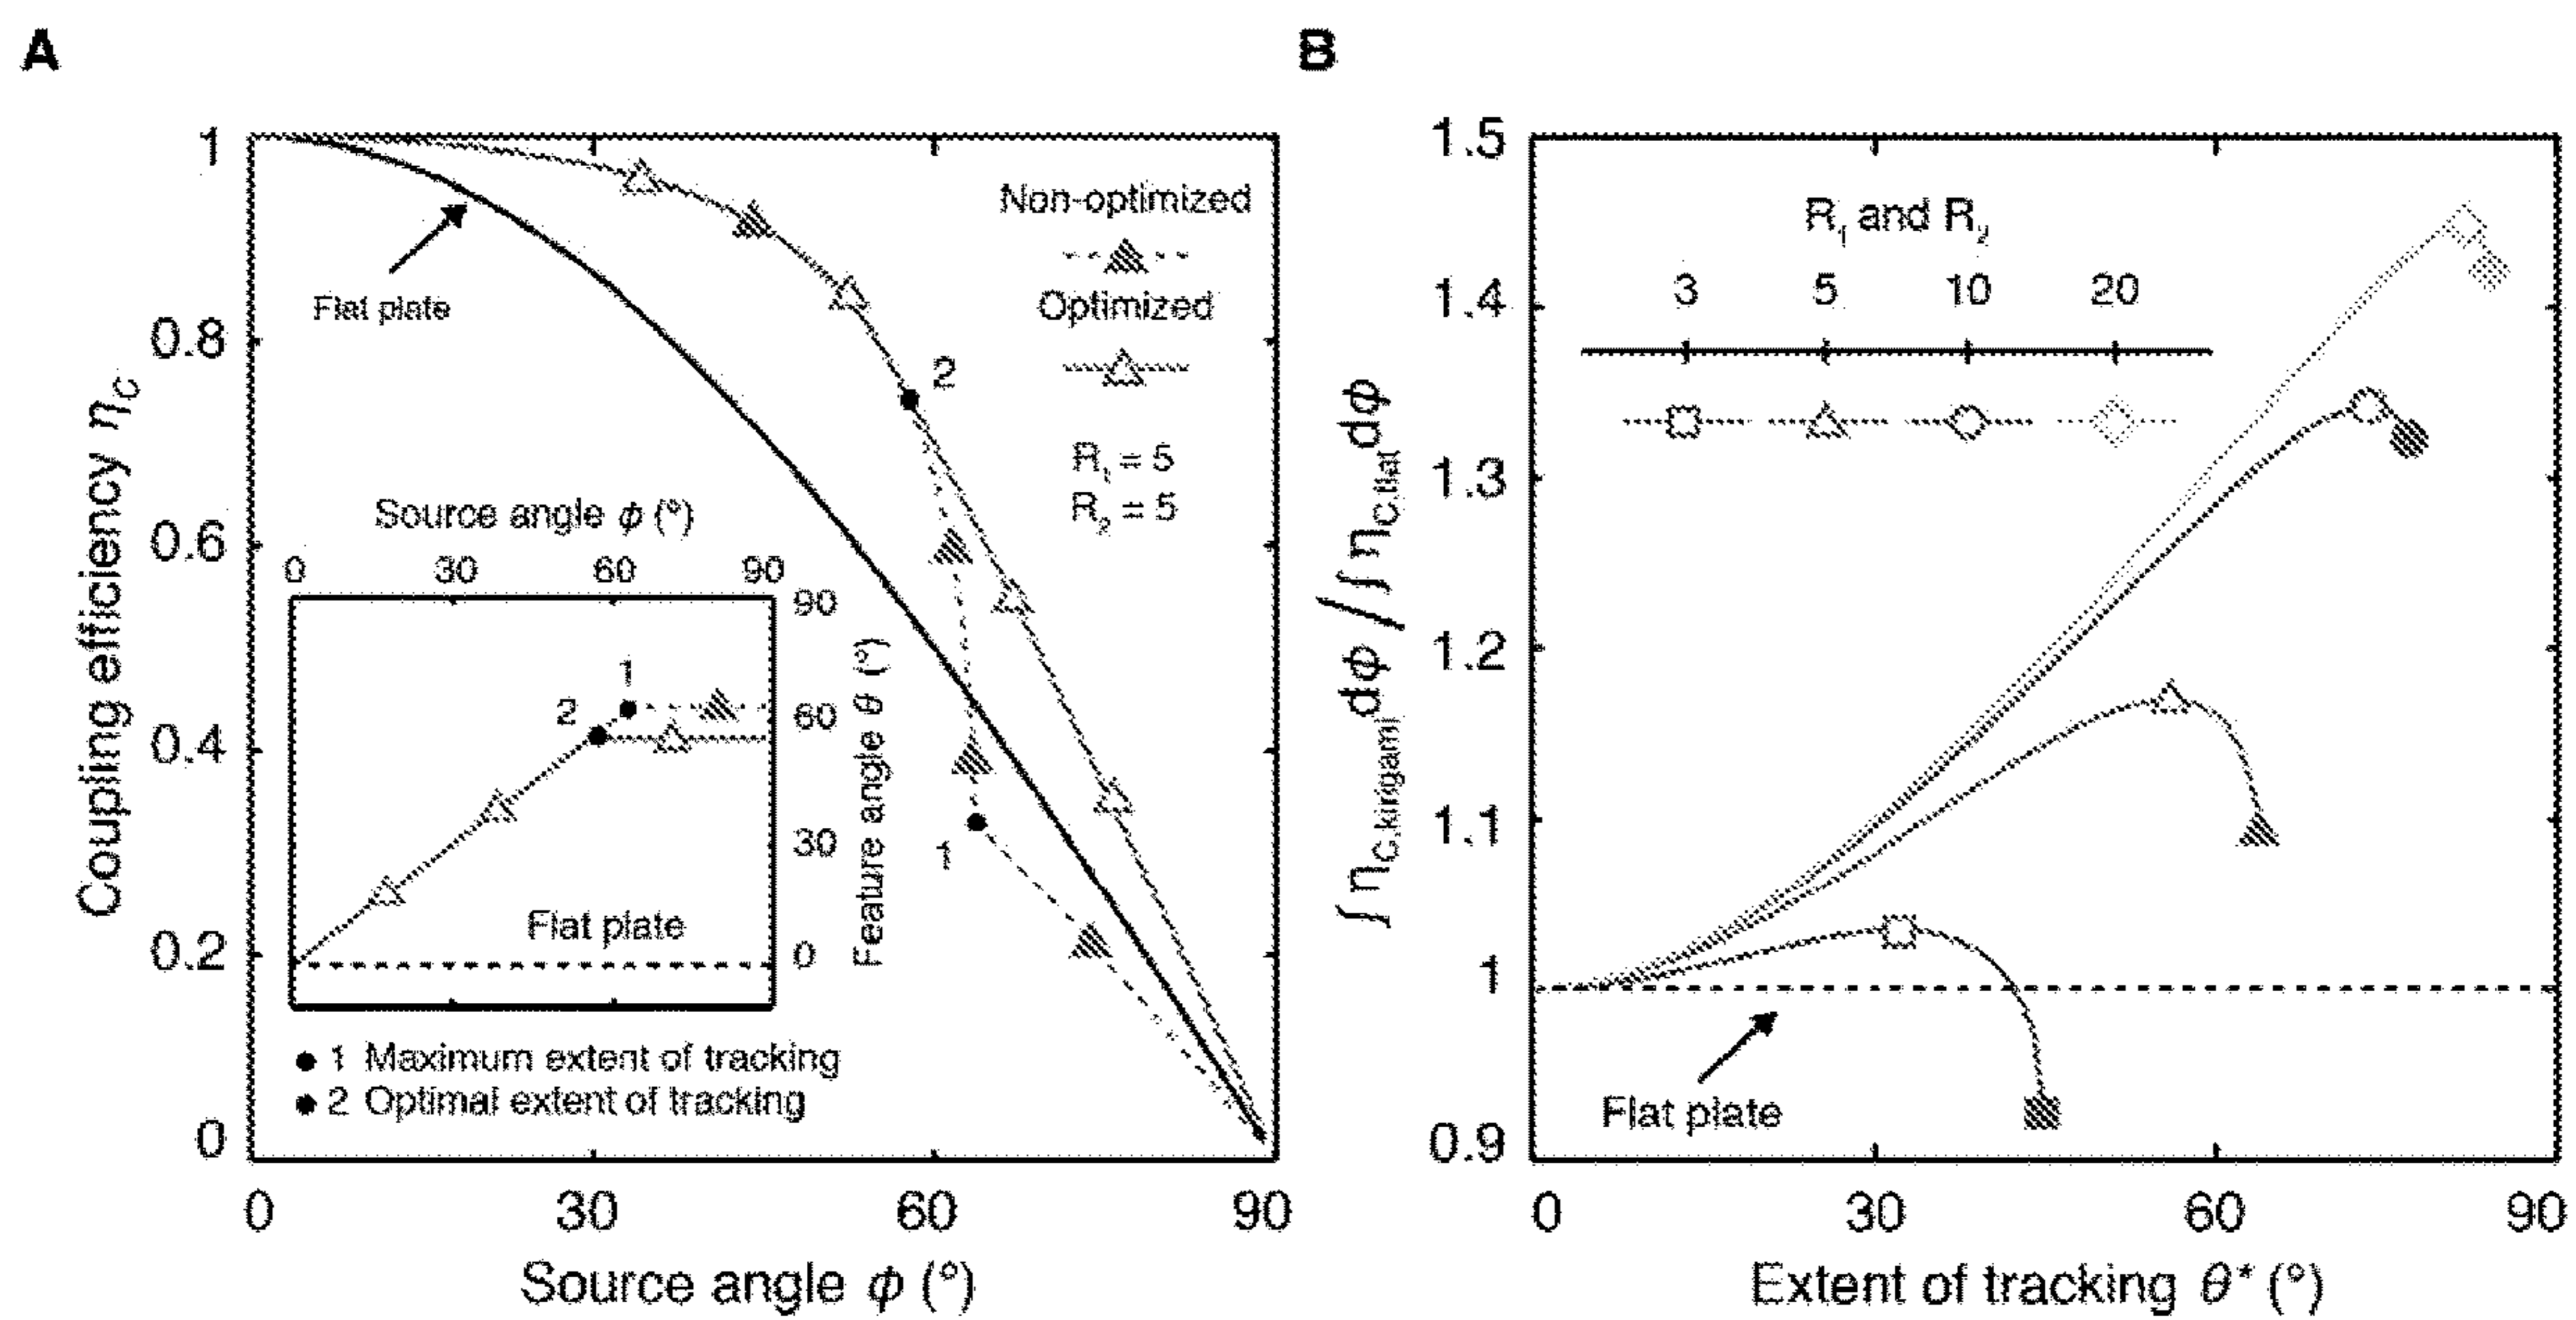 A
Coupling efficiency ηC
1
0.8
0.6
0.4
0.2
0
0 30 60 90
Source angle ϕ (°)
Flat plate
Non-optimized
Optimized
R1 = 5
R2 = 5
2
1
Source angle ϕ (°)
0 30 60 90
90
60
30
0
Feature angle θ (°)
1
2
Flat plate
1 Maximum extent of tracking
2 Optimal extent of tracking
B
∫ ηC,kirigami dϕ / ∫ ηC,flat dϕ
1.5
1.4
1.3
1.2
1.1
1
0.9
0 30 60 90
Extent of tracking θ* (°)
R1 and R2
3 5 10 20
Flat plate